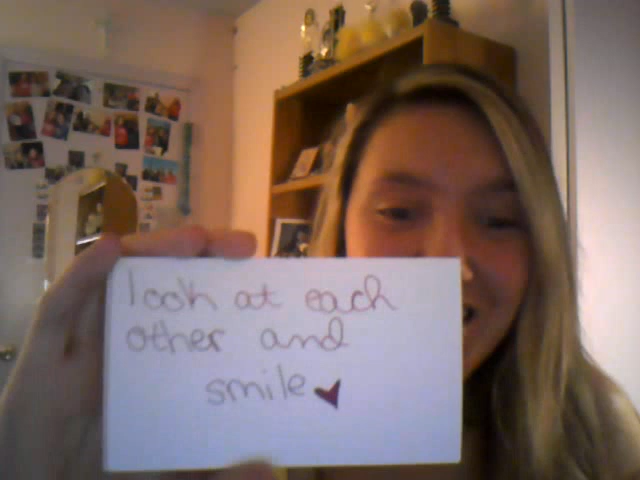 look at each
other and
smile